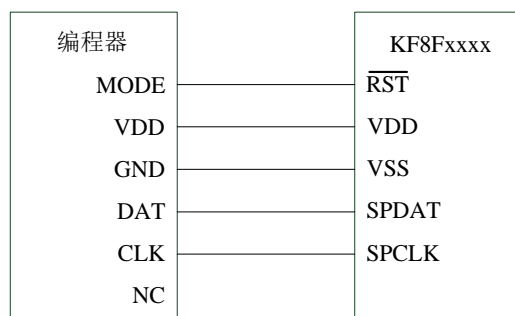 编程器 KF8Fxxxx
MODE RST
VDD VDD
GND VSS
DAT SPDAT
CLK SPCLK
NC